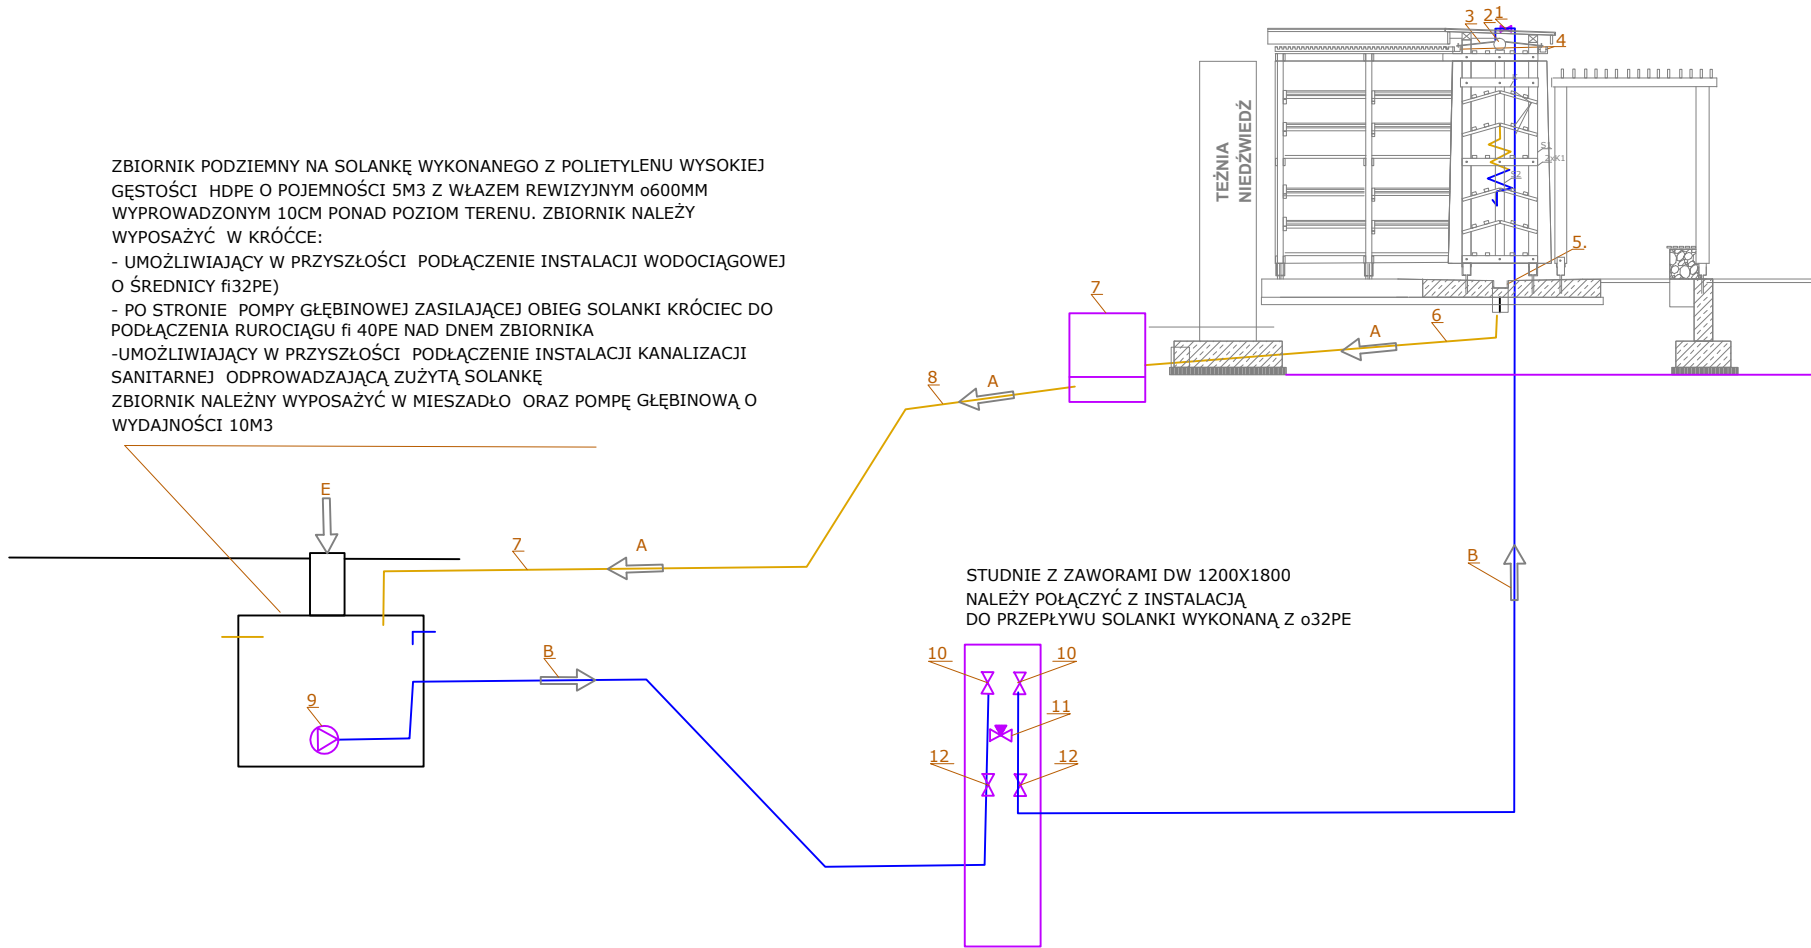 3
2
1
4
TEŻNIA
NIEDŹWIEDŹ
S1
2xK1
S2
ZBIORNIK PODZIEMNY NA SOLANKĘ WYKONANEGO Z POLIETYLENU WYSOKIEJ
GĘSTOŚCI HDPE O POJEMNOŚCI 5M3 Z WŁAZEM REWIZYJNYM o600MM
WYPROWADZONYM 10CM PONAD POZIOM TERENU. ZBIORNIK NALEŻY
WYPOSAŻYĆ W KRÓĆCE:
- UMOŻLIWIAJĄCY W PRZYSZŁOŚCI PODŁĄCZENIE INSTALACJI WODOCIĄGOWEJ
O ŚREDNICY fi32PE)
- PO STRONIE POMPY GŁĘBINOWEJ ZASILAJĄCEJ OBIEG SOLANKI KRÓCIEC DO
PODŁĄCZENIA RUROCIĄGU fi 40PE NAD DNEM ZBIORNIKA
-UMOŻLIWIAJĄCY W PRZYSZŁOŚCI PODŁĄCZENIE INSTALACJI KANALIZACJI
SANITARNEJ ODPROWADZAJĄCĄ ZUŻYTĄ SOLANKĘ
ZBIORNIK NALEŻNY WYPOSAŻYĆ W MIESZADŁO ORAZ POMPĘ GŁĘBINOWĄ O
WYDAJNOŚCI 10M3
5.
7
6
A
8
A
E
7
A
B
STUDNIE Z ZAWORAMI DW 1200X1800
NALEŻY POŁĄCZYĆ Z INSTALACJĄ
DO PRZEPŁYWU SOLANKI WYKONANĄ Z o32PE
B
10
10
9
11
12
12